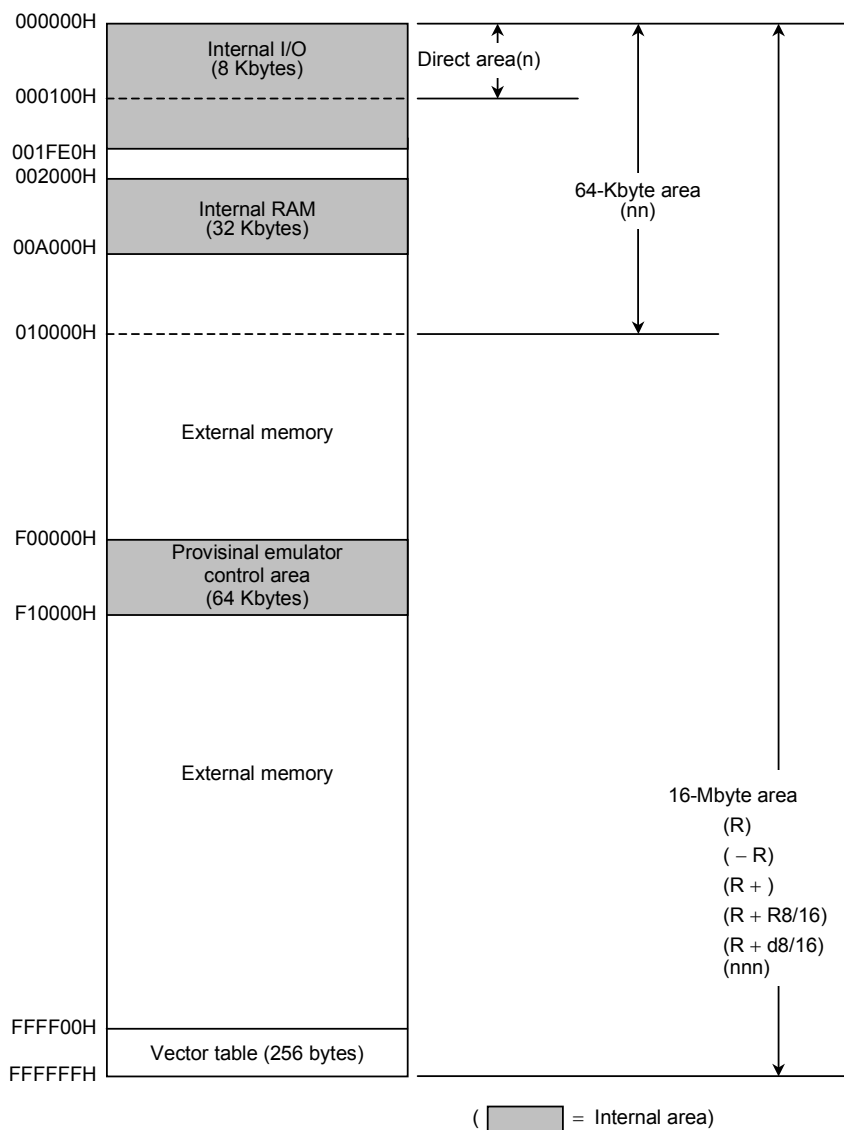 000000H
Internal I/O
(8 Kbytes)
Direct area(n)
000100H
001FE0H
002000H
64-Kbyte area
(nn)
Internal RAM
(32 Kbytes)
00A000H
010000H
External memory
F00000H
Provisinal emulator
control area
(64 Kbytes)
F10000H
External memory
16-Mbyte area
(R)
( − R)
(R + )
(R + R8/16)
(R + d8/16)
(nnn)
FFFF00H
Vector table (256 bytes)
FFFFFFH
( = Internal area)